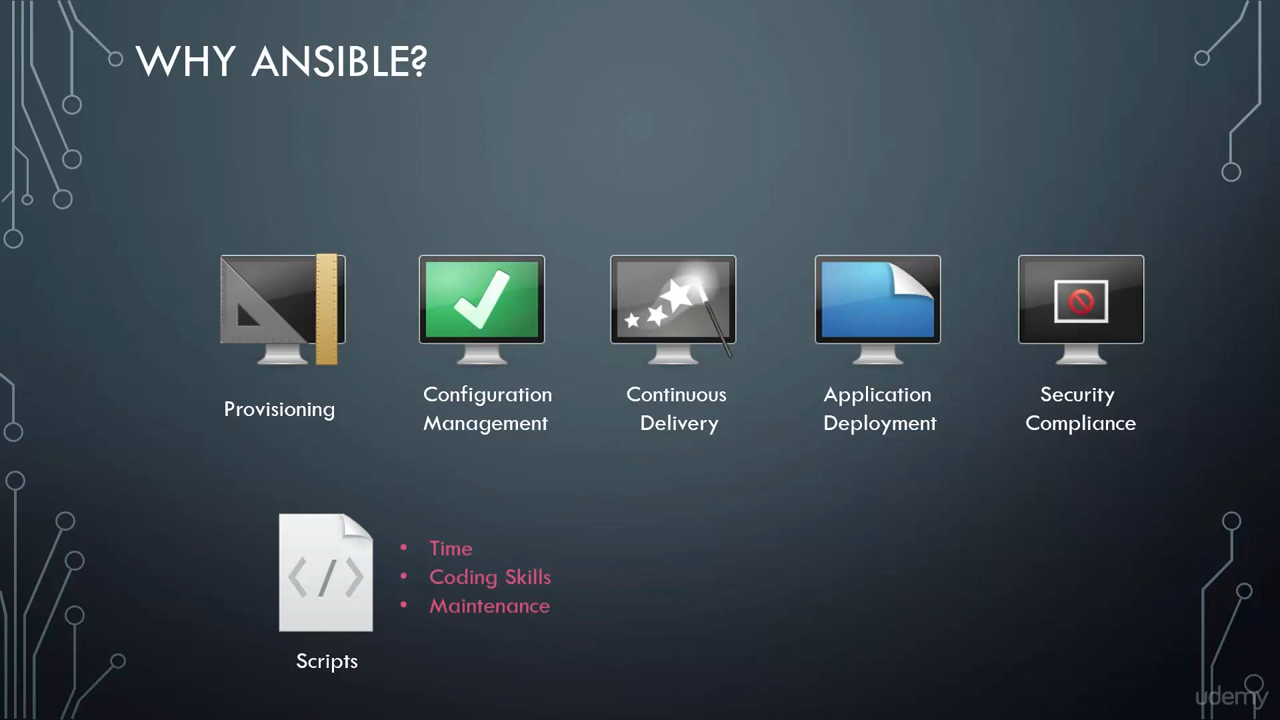 WHY ANSIBLE?
Provisioning
Configuration
Management
Continuous
Delivery
Application
Deployment
Security
Compliance
</>
• Time
• Coding Skills
• Maintenance
Scripts
udemy